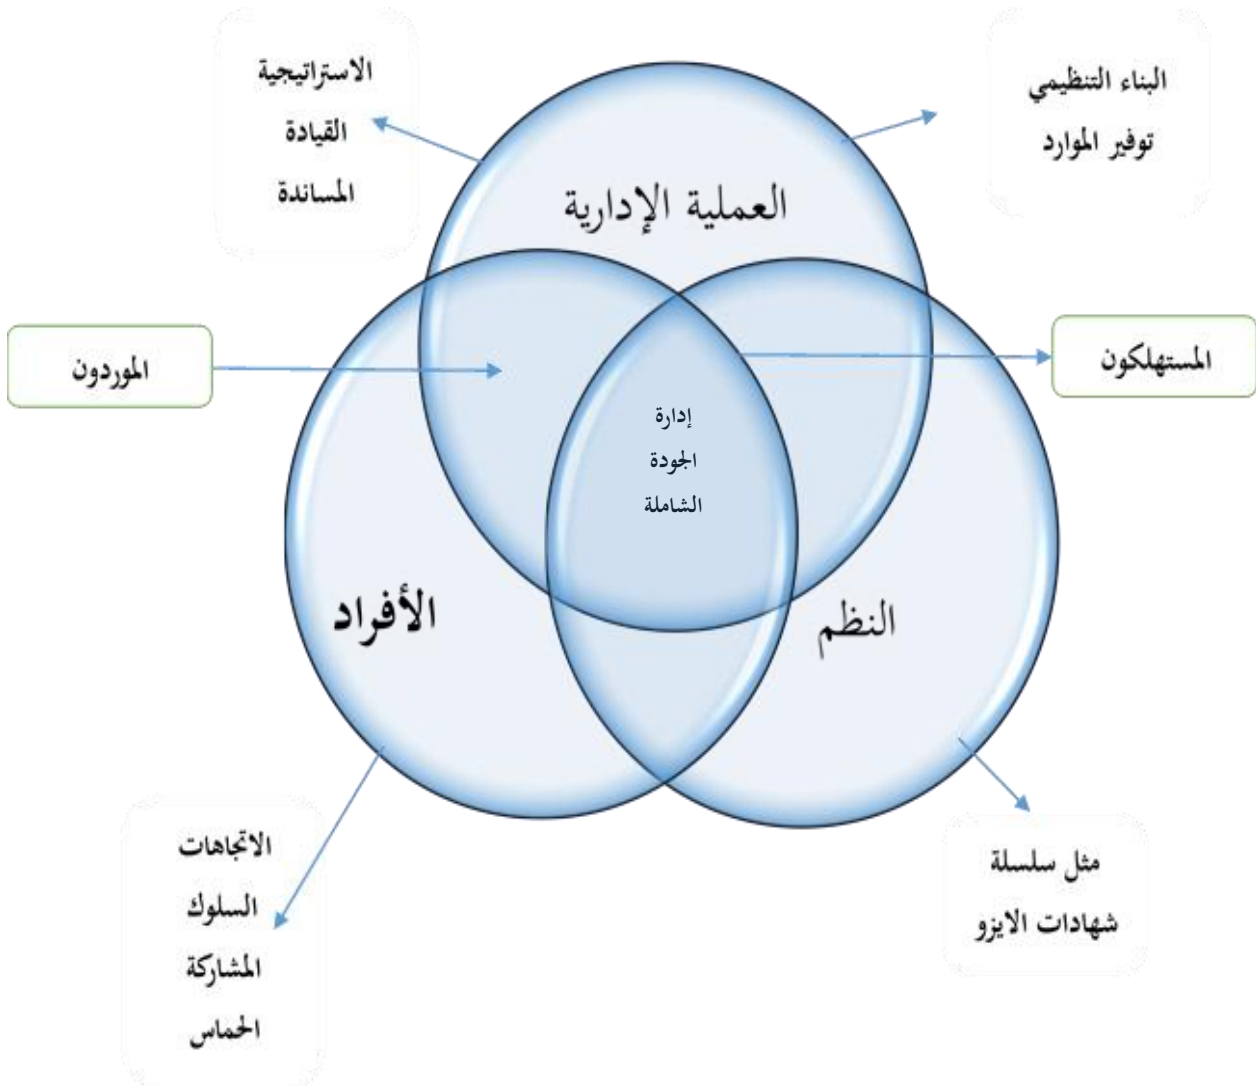 البناء التنظيمي
توفير الموارد
الاستراتيجية
القيادة
المساندة
العملية الإدارية
المستهلكون
الموردون
إدارة
الجودة
الشاملة
النظم
الأفراد
مثل سلسلة
شهادات الايزو
الاتجاهات
السلوك
المشاركة
الحماس